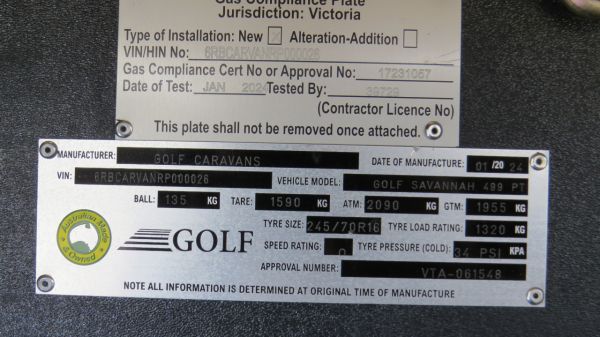 Gas Compliance Plate
Jurisdiction: Victoria
Type of Installation: New Alteration-Addition
VIN/HIN No: 6RBCARVANRP000026
Gas Compliance Cert No or Approval No: 17231057
Date of Test: JAN 2024 Tested By: 39729
(Contractor Licence No)
This plate shall not be removed once attached.
MANUFACTURER: GOLF CARAVANS DATE OF MANUFACTURE: 01/20 24
VIN: 6RBCARVANRP000026 VEHICLE MODEL: GOLF SAVANNAH 499 PT
BALL: 135 KG TARE: 1590 KG ATM: 2090 KG GTM: 1955 KG
Australian Made & Owned
GOLF
TYRE SIZE: 245/70R16 TYRE LOAD RATING: 1320 KG
SPEED RATING: Q TYRE PRESSURE (COLD): 34 PSI KPA
APPROVAL NUMBER: VTA-061548
NOTE ALL INFORMATION IS DETERMINED AT ORIGINAL TIME OF MANUFACTURE